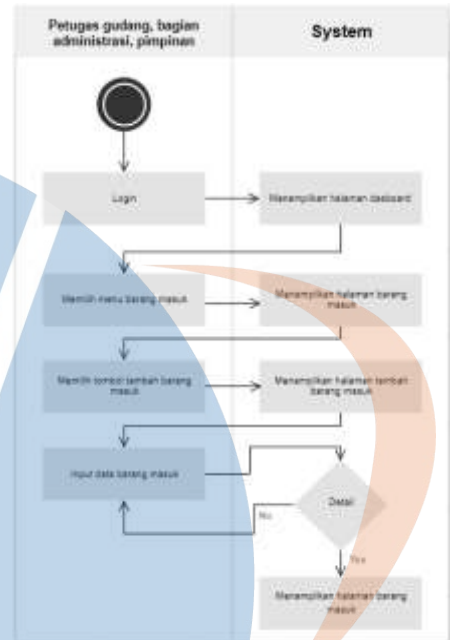 Petugas gudang, bagian
administrasi, pimpinan
System
Login
Menampilkan halaman dasboard
Memilih menu barang masuk
Menampilkan halaman barang
masuk
Memilih tombol tambah barang
masuk
Menampilkan halaman tambah
barang masuk
Input data barang masuk
Detail
No
Yes
Menampilkan halaman barang
masuk